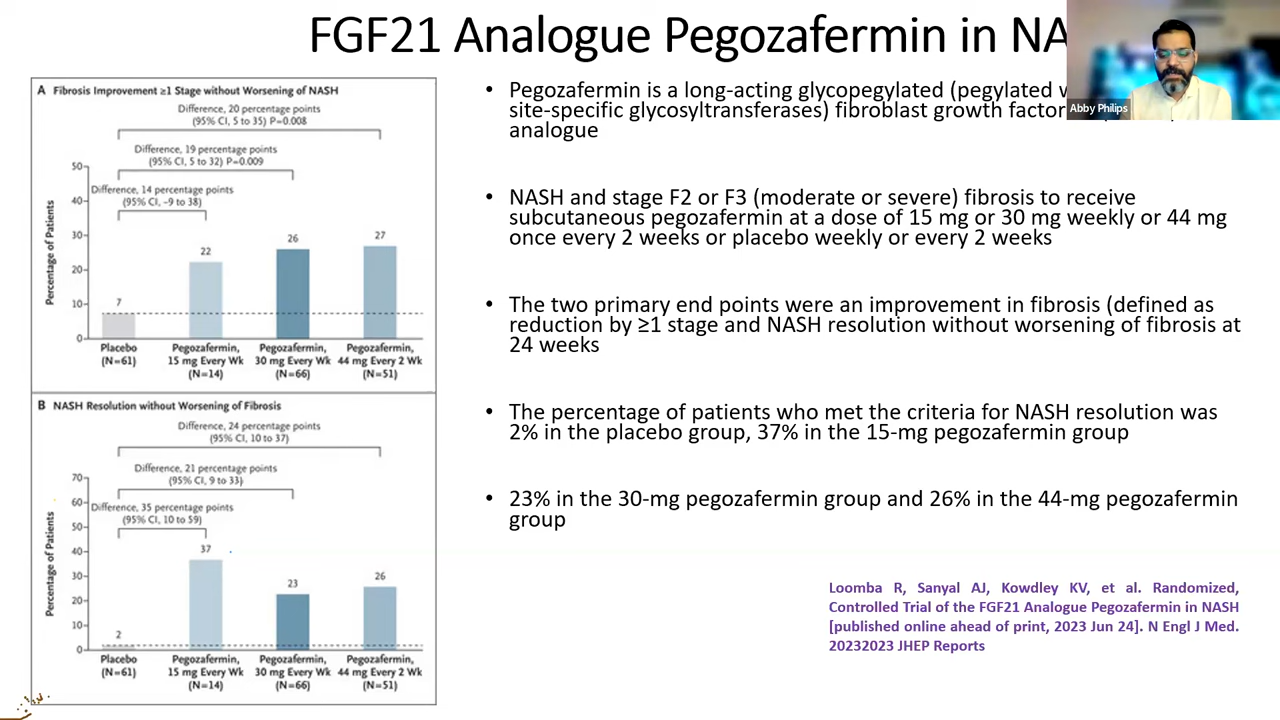 FGF21 Analogue Pegozafermin in NA
Abby Philips
A Fibrosis Improvement ≥1 Stage without Worsening of NASH
Difference, 20 percentage points
(95% CI, 5 to 35) P=0.008
Difference, 19 percentage points
(95% CI, 5 to 32) P=0.009
Difference, 14 percentage points
(95% CI, −9 to 38)
Percentage of Patients
50
40
30
20
10
0
7
22
26
27
Placebo
(N=61)
Pegozafermin,
15 mg Every Wk
(N=14)
Pegozafermin,
30 mg Every Wk
(N=66)
Pegozafermin,
44 mg Every 2 Wk
(N=51)
B NASH Resolution without Worsening of Fibrosis
Difference, 24 percentage points
(95% CI, 10 to 37)
Difference, 21 percentage points
(95% CI, 9 to 33)
Difference, 35 percentage points
(95% CI, 10 to 59)
Percentage of Patients
70
60
50
40
30
20
10
0
2
37
23
26
Placebo
(N=61)
Pegozafermin,
15 mg Every Wk
(N=14)
Pegozafermin,
30 mg Every Wk
(N=66)
Pegozafermin,
44 mg Every 2 Wk
(N=51)
• Pegozafermin is a long-acting glycopegylated (pegylated
site-specific glycosyltransferases) fibroblast growth factor
analogue
• NASH and stage F2 or F3 (moderate or severe) fibrosis to receive
subcutaneous pegozafermin at a dose of 15 mg or 30 mg weekly or 44 mg
once every 2 weeks or placebo weekly or every 2 weeks
• The two primary end points were an improvement in fibrosis (defined as
reduction by ≥1 stage and NASH resolution without worsening of fibrosis at
24 weeks
• The percentage of patients who met the criteria for NASH resolution was
2% in the placebo group, 37% in the 15-mg pegozafermin group
• 23% in the 30-mg pegozafermin group and 26% in the 44-mg pegozafermin
group
Loomba R, Sanyal AJ, Kowdley KV, et al. Randomized,
Controlled Trial of the FGF21 Analogue Pegozafermin in NASH
[published online ahead of print, 2023 Jun 24]. N Engl J Med.
20232023 JHEP Reports